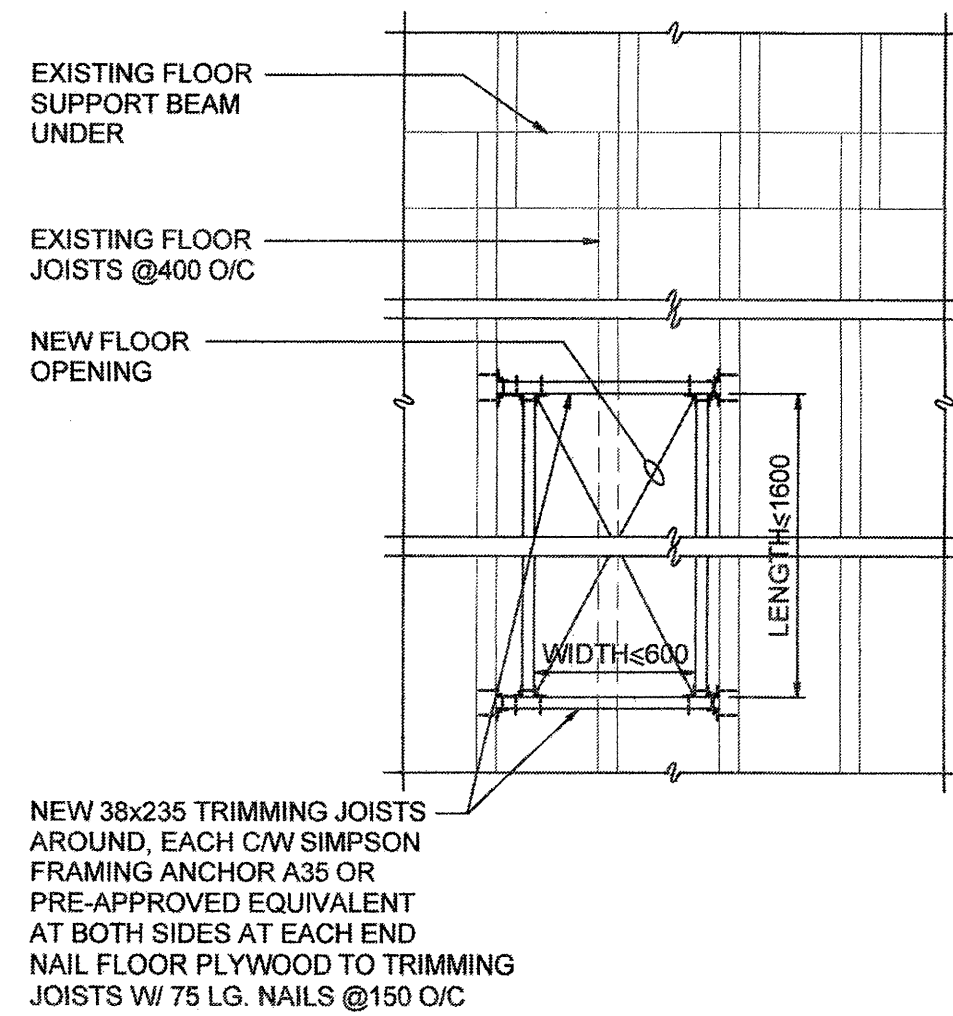 EXISTING FLOOR
SUPPORT BEAM
UNDER
EXISTING FLOOR
JOISTS @400 O/C
NEW FLOOR
OPENING
LENGTH≤1600
WIDTH≤600
NEW 38x235 TRIMMING JOISTS
AROUND, EACH C/W SIMPSON
FRAMING ANCHOR A35 OR
PRE-APPROVED EQUIVALENT
AT BOTH SIDES AT EACH END
NAIL FLOOR PLYWOOD TO TRIMMING
JOISTS W/ 75 LG. NAILS @150 O/C